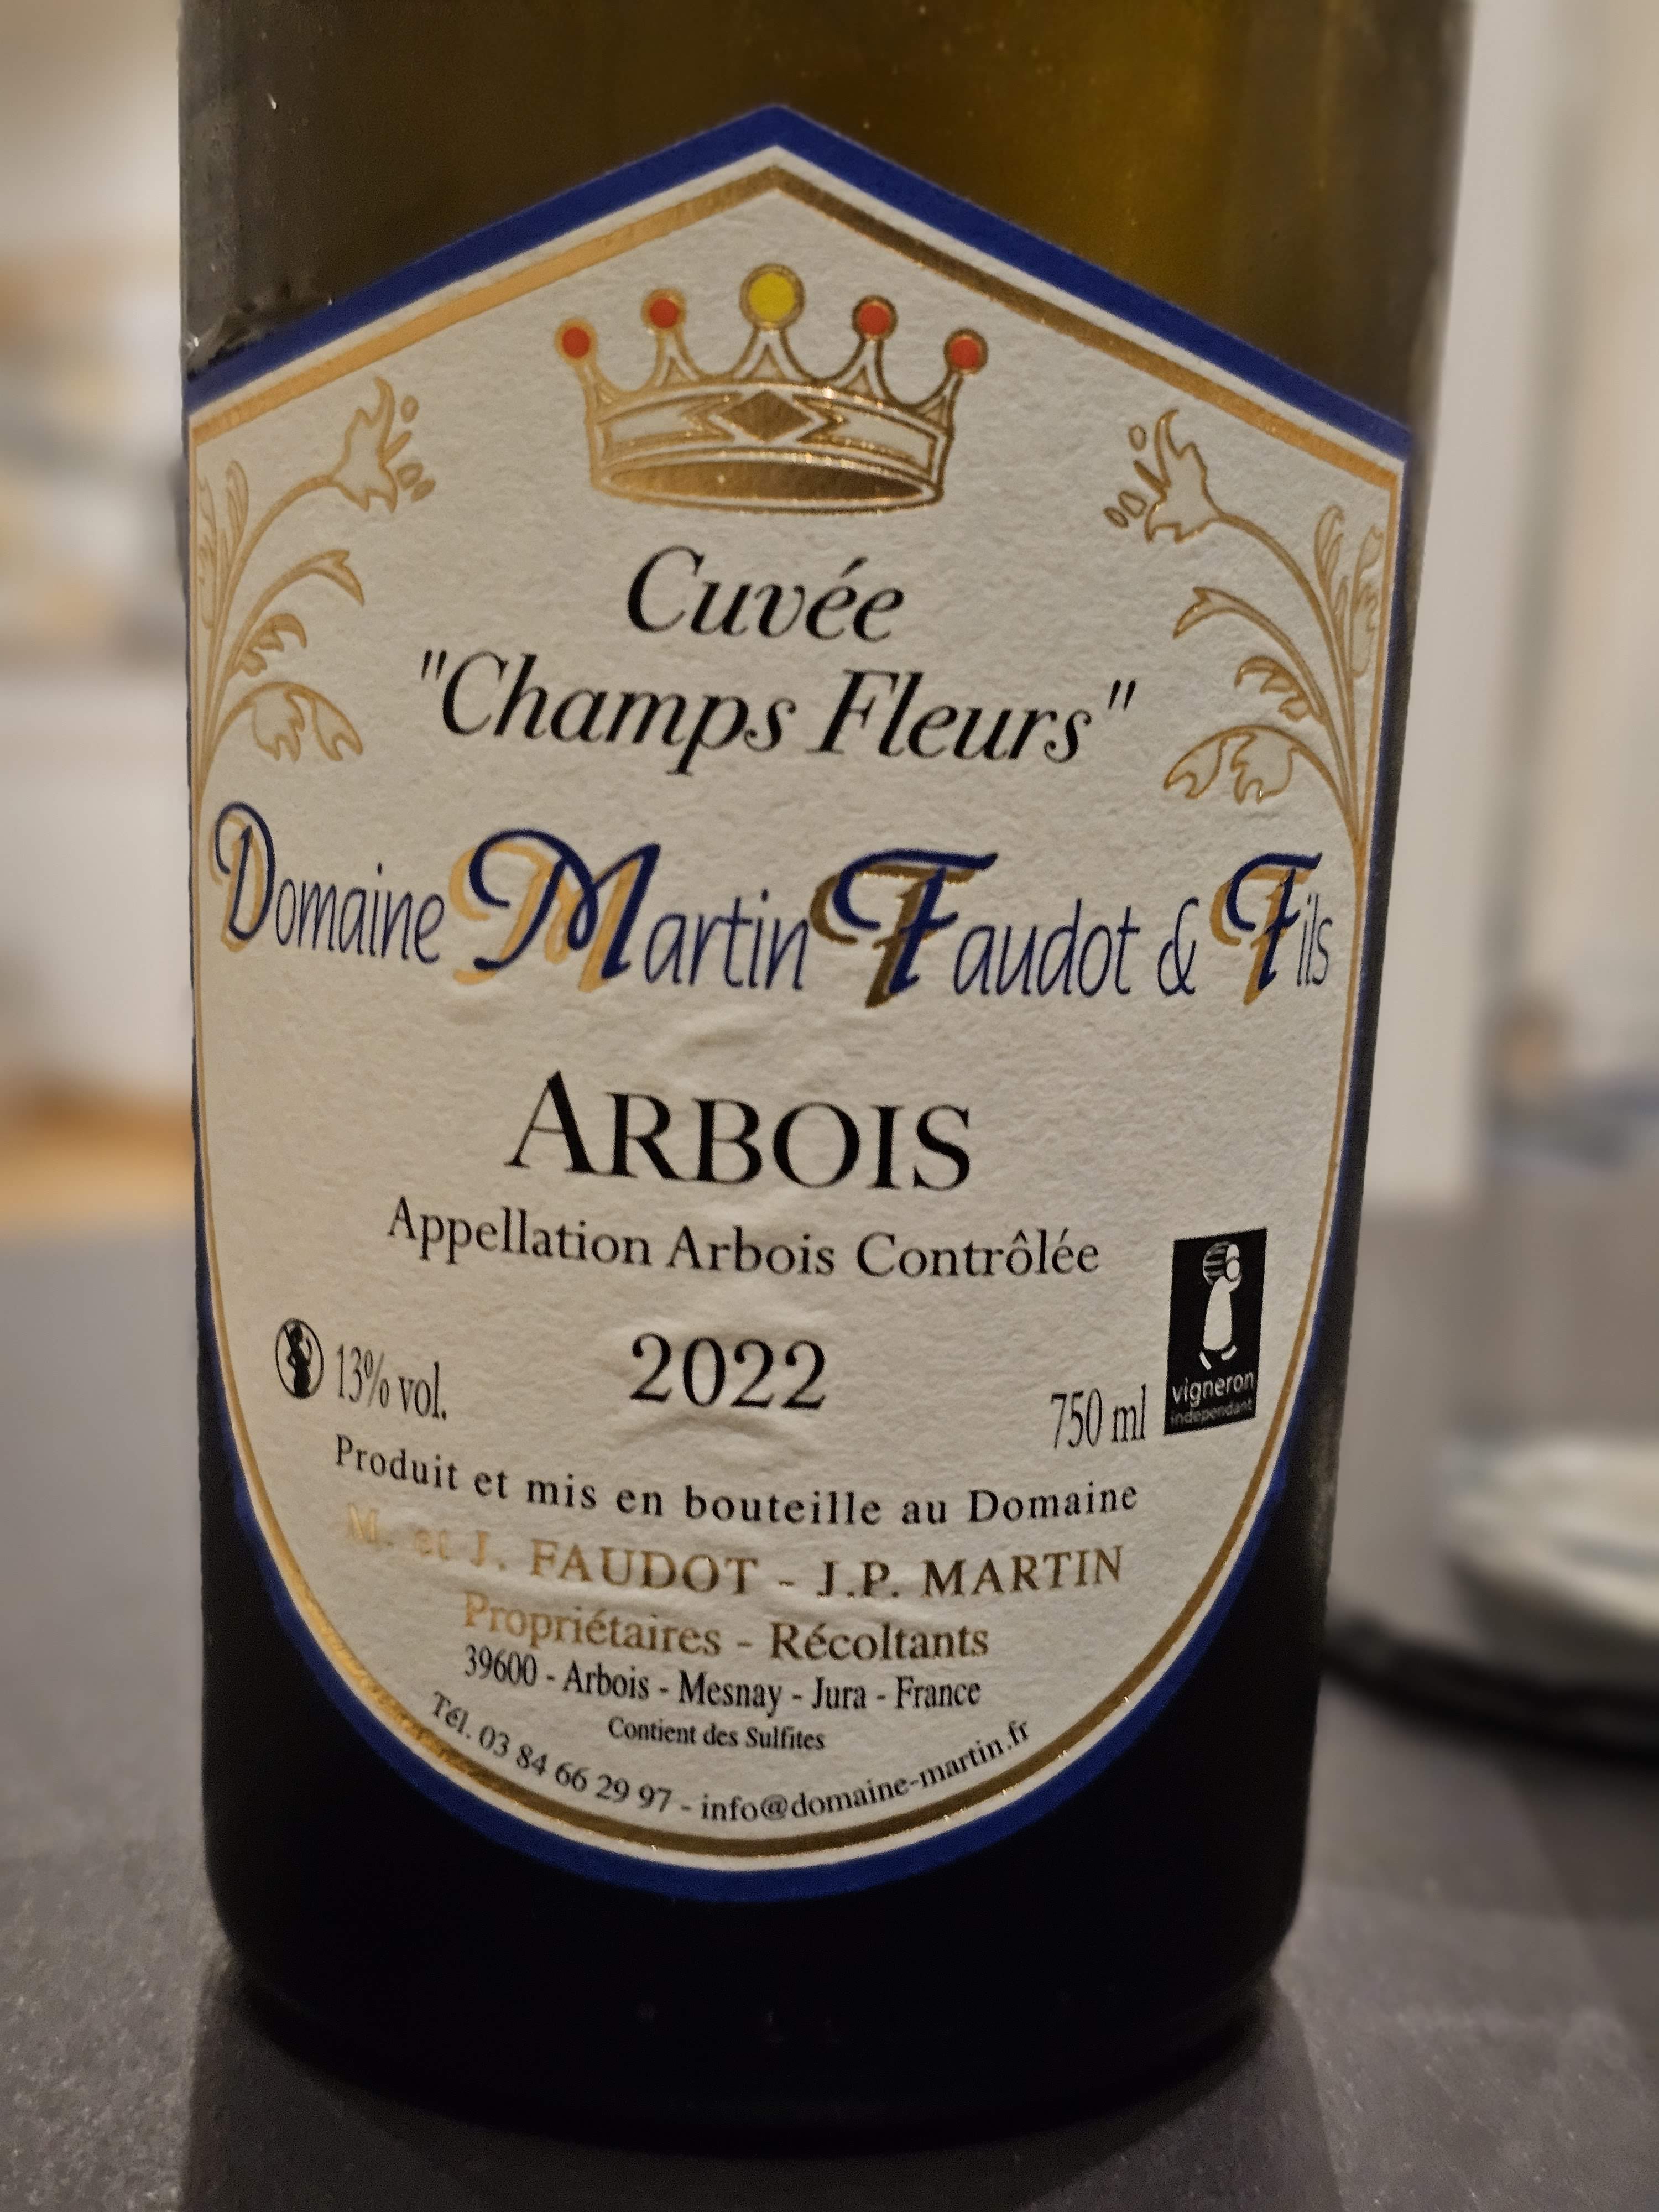 Cuvée
"Champs Fleurs"
Domaine Martin Faudot & Fils
ARBOIS
Appellation Arbois Contrôlée
13% vol.
2022
750 ml
vigneron
independant
Produit et mis en bouteille au Domaine
M. et J. FAUDOT - J.P. MARTIN
Propriétaires - Récoltants
39600 - Arbois - Mesnay - Jura - France
Contient des Sulfites
Tél. 03 84 66 29 97 - info@domaine-martin.fr